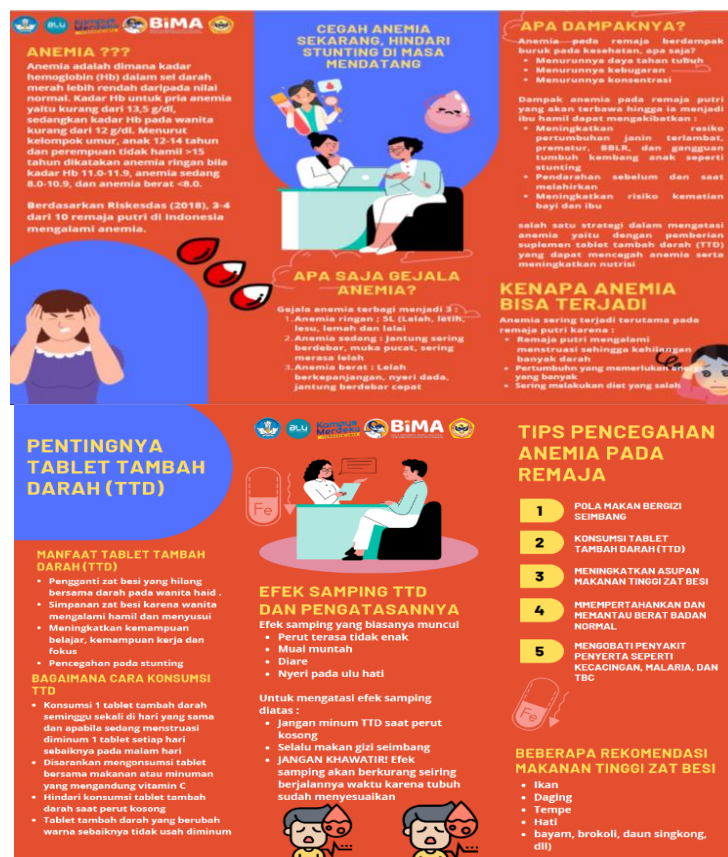 BLU
Kampus
Merdeka
BiMA
ANEMIA ???
Anemia adalah dimana kadar
hemoglobin (Hb) dalam sel darah
merah lebih rendah daripada nilai
normal. Kadar Hb untuk pria anemia
yaitu kurang dari 13,5 g/dl,
sedangkan kadar Hb pada wanita
kurang dari 12 g/dl. Menurut
kelompok umur, anak 12-14 tahun
dan perempuan tidak hamil >15
tahun dikatakan anemia ringan bila
kadar Hb 11.0-11.9, anemia sedang
8.0-10.9, dan anemia berat <8.0.
Berdasarkan Riskesdas (2018), 3-4
dari 10 remaja putri di Indonesia
mengalami anemia.
CEGAH ANEMIA
SEKARANG, HINDARI
STUNTING DI MASA
MENDATANG
APA SAJA GEJALA
ANEMIA?
Gejala anemia terbagi menjadi 3 :
1. Anemia ringan ; 5L (Lelah, letih,
lesu, lemah dan lalai
2. Anemia sedang : Jantung sering
berdebar, muka pucat, sering
merasa lelah
3. Anemia berat : Lelah
berkepanjangan, nyeri dada,
jantung berdebar cepat
APA DAMPAKNYA?
Anemia pada remaja berdampak
buruk pada kesehatan, apa saja?
• Menurunnya daya tahan tubuh
• Menurunnya kebugaran
• Menurunnya konsentrasi
Dampak anemia pada remaja putri
yang akan terbawa hingga ia menjadi
ibu hamil dapat mengakibatkan :
• Meningkatkan resiko
pertumbuhan janin terlambat,
prematur, BBLR, dan gangguan
tumbuh kembang anak seperti
stunting
• Pendarahan sebelum dan saat
melahirkan
• Meningkatkan risiko kematian
bayi dan ibu
salah satu strategi dalam mengatasi
anemia yaitu dengan pemberian
suplemen tablet tambah darah (TTD)
yang dapat mencegah anemia serta
meningkatkan nutrisi
KENAPA ANEMIA
BISA TERJADI
Anemia sering terjadi terutama pada
remaja putri karena :
• Remaja putri mengalami
menstruasi sehingga kehilangan
banyak darah
• Pertumbuhn yang memerlukan energi
yang banyak
• Sering melakukan diet yang salah
PENTINGNYA
TABLET TAMBAH
DARAH (TTD)
MANFAAT TABLET TAMBAH
DARAH (TTD)
• Pengganti zat besi yang hilang
bersama darah pada wanita haid .
• Simpanan zat besi karena wanita
mengalami hamil dan menyusui
• Meningkatkan kemampuan
belajar, kemampuan kerja dan
fokus
• Pencegahan pada stunting
BAGAIMANA CARA KONSUMSI
TTD
• Konsumsi 1 tablet tambah darah
seminggu sekali di hari yang sama
dan apabila sedang menstruasi
diminum 1 tablet setiap hari
sebaiknya pada malam hari
• Disarankan mengonsumsi tablet
bersama makanan atau minuman
yang mengandung vitamin C
• Hindari konsumsi tablet tambah
darah saat perut kosong
• Tablet tambah darah yang berubah
warna sebaiknya tidak usah diminum
BLU
Kampus
Merdeka
BiMA
Fe
EFEK SAMPING TTD
DAN PENGATASANNYA
Efek samping yang biasanya muncul
• Perut terasa tidak enak
• Mual muntah
• Diare
• Nyeri pada ulu hati
Untuk mengatasi efek samping
diatas :
• Jangan minum TTD saat perut
kosong
• Selalu makan gizi seimbang
• JANGAN KHAWATIR! Efek
samping akan berkurang seiring
berjalannya waktu karena tubuh
sudah menyesuaikan
TIPS PENCEGAHAN
ANEMIA PADA
REMAJA
1 POLA MAKAN BERGIZI
SEIMBANG
2 KONSUMSI TABLET
TAMBAH DARAH (TTD)
3 MENINGKATKAN ASUPAN
MAKANAN TINGGI ZAT BESI
4 MMEMPERTAHANKAN DAN
MEMANTAU BERAT BADAN
NORMAL
5 MENGOBATI PENYAKIT
PENYERTA SEPERTI
KECACINGAN, MALARIA, DAN
TBC
Fe
BEBERAPA REKOMENDASI
MAKANAN TINGGI ZAT BESI
• Ikan
• Daging
• Tempe
• Hati
• bayam, brokoli, daun singkong,
dll)